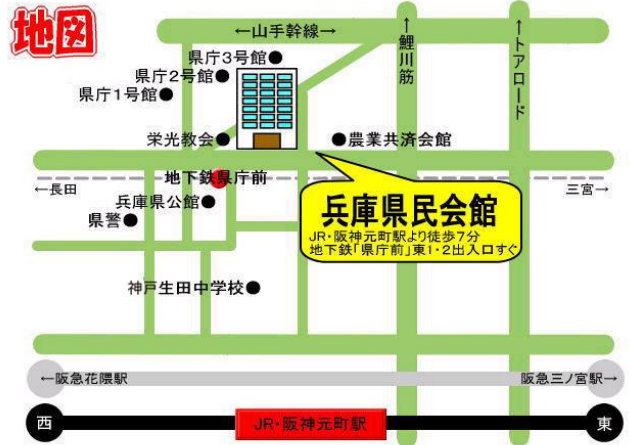 地図
←山手幹線→
←鯉川筋→
←トアロード→
県庁3号館●
県庁2号館●
県庁1号館●
栄光教会●
●農業共済会館
地下鉄県庁前
←長田
三宮→
兵庫県公館●
県警●
兵庫県民会館
JR・阪神元町駅より徒歩7分
地下鉄「県庁前」東1・2出入口すぐ
神戸生田中学校●
←阪急花隈駅
阪急三ノ宮駅→
西
JR・阪神元町駅
東